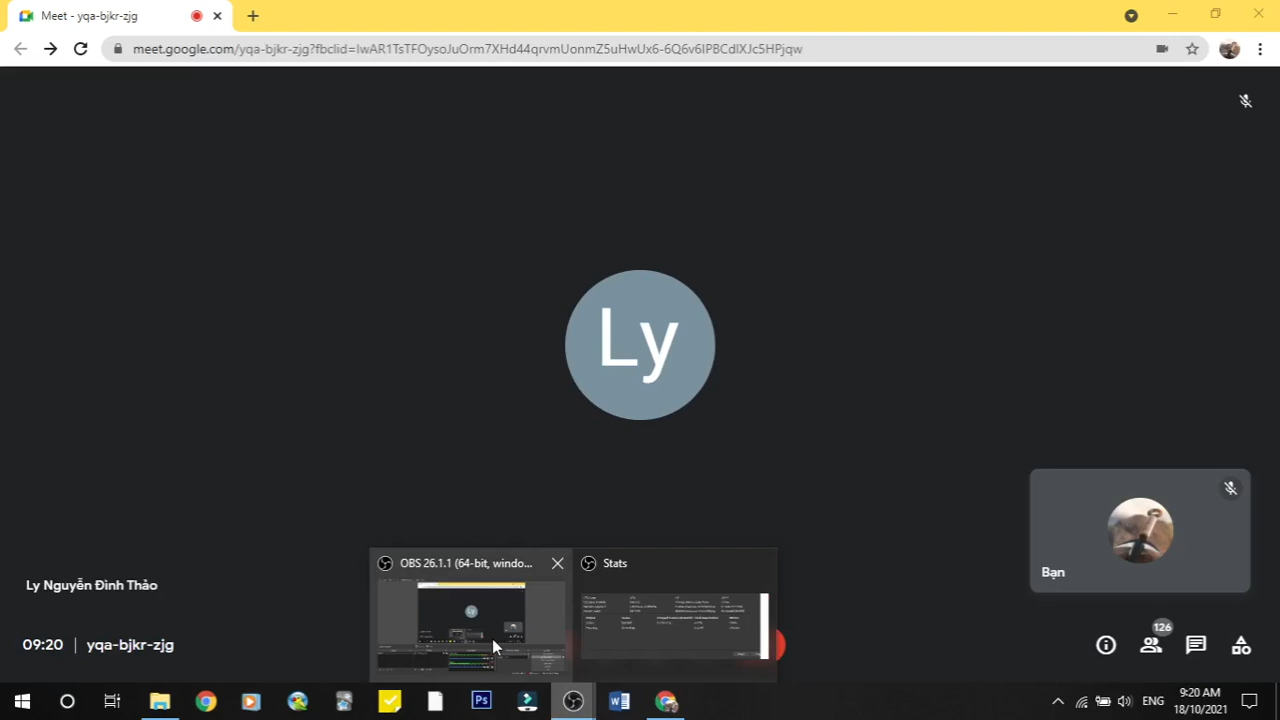 Meet - yqa-bjkr-zjg
meet.google.com/yqa-bjkr-zjg?fbclid=IwAR1TsTFOysoJuOrm7XHd44qrvmUonmZ5uHwUx6-6Q6v6IPBCdlXJc5HPjqw
Ly
Bạn
OBS 26.1.1 (64-bit, windo...
Stats
Ly Nguyễn Đình Thảo
126
09:20 | yqa-bjkr-zjg
Ps
ENG
9:20 AM
18/10/2021